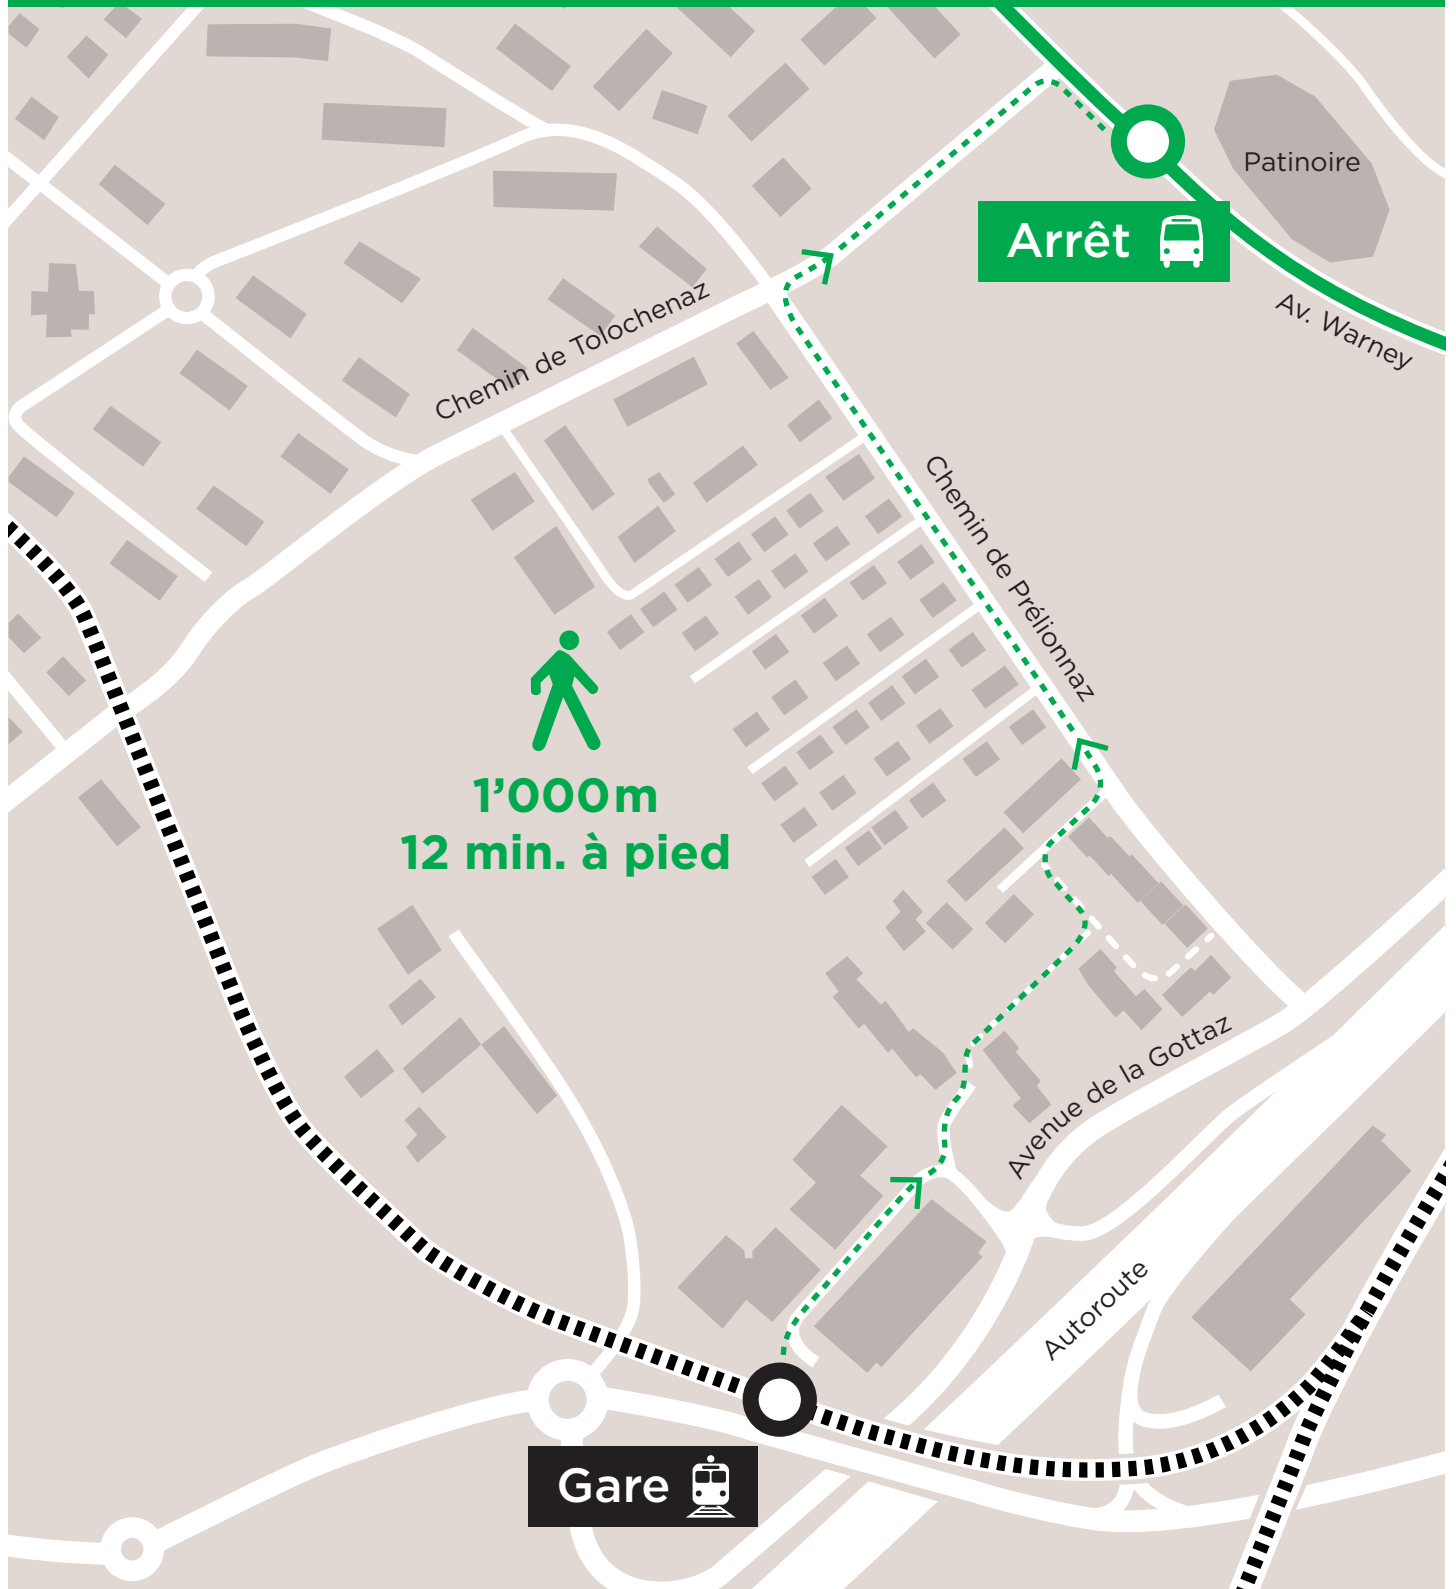 Patinoire
Arrêt
Av. Warney
Chemin de Tolochenaz
Chemin de Prélionnaz
1’000 m
12 min. à pied
Avenue de la Gottaz
Autoroute
Gare